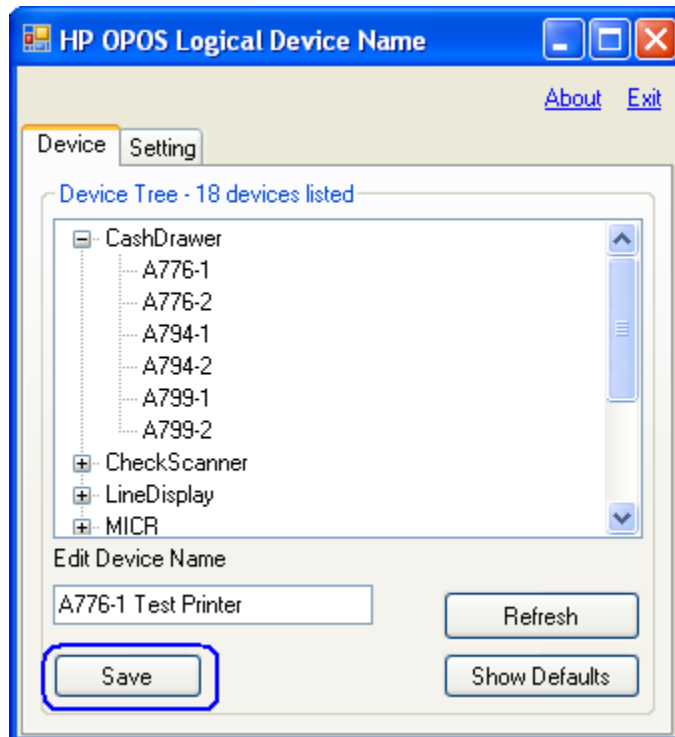 HP OPOS Logical Device Name
About Exit
Device Setting
Device Tree - 18 devices listed
CashDrawer
A776-1
A776-2
A794-1
A794-2
A799-1
A799-2
CheckScanner
LineDisplay
MICR
Edit Device Name
A776-1 Test Printer
Refresh
Save Show Defaults